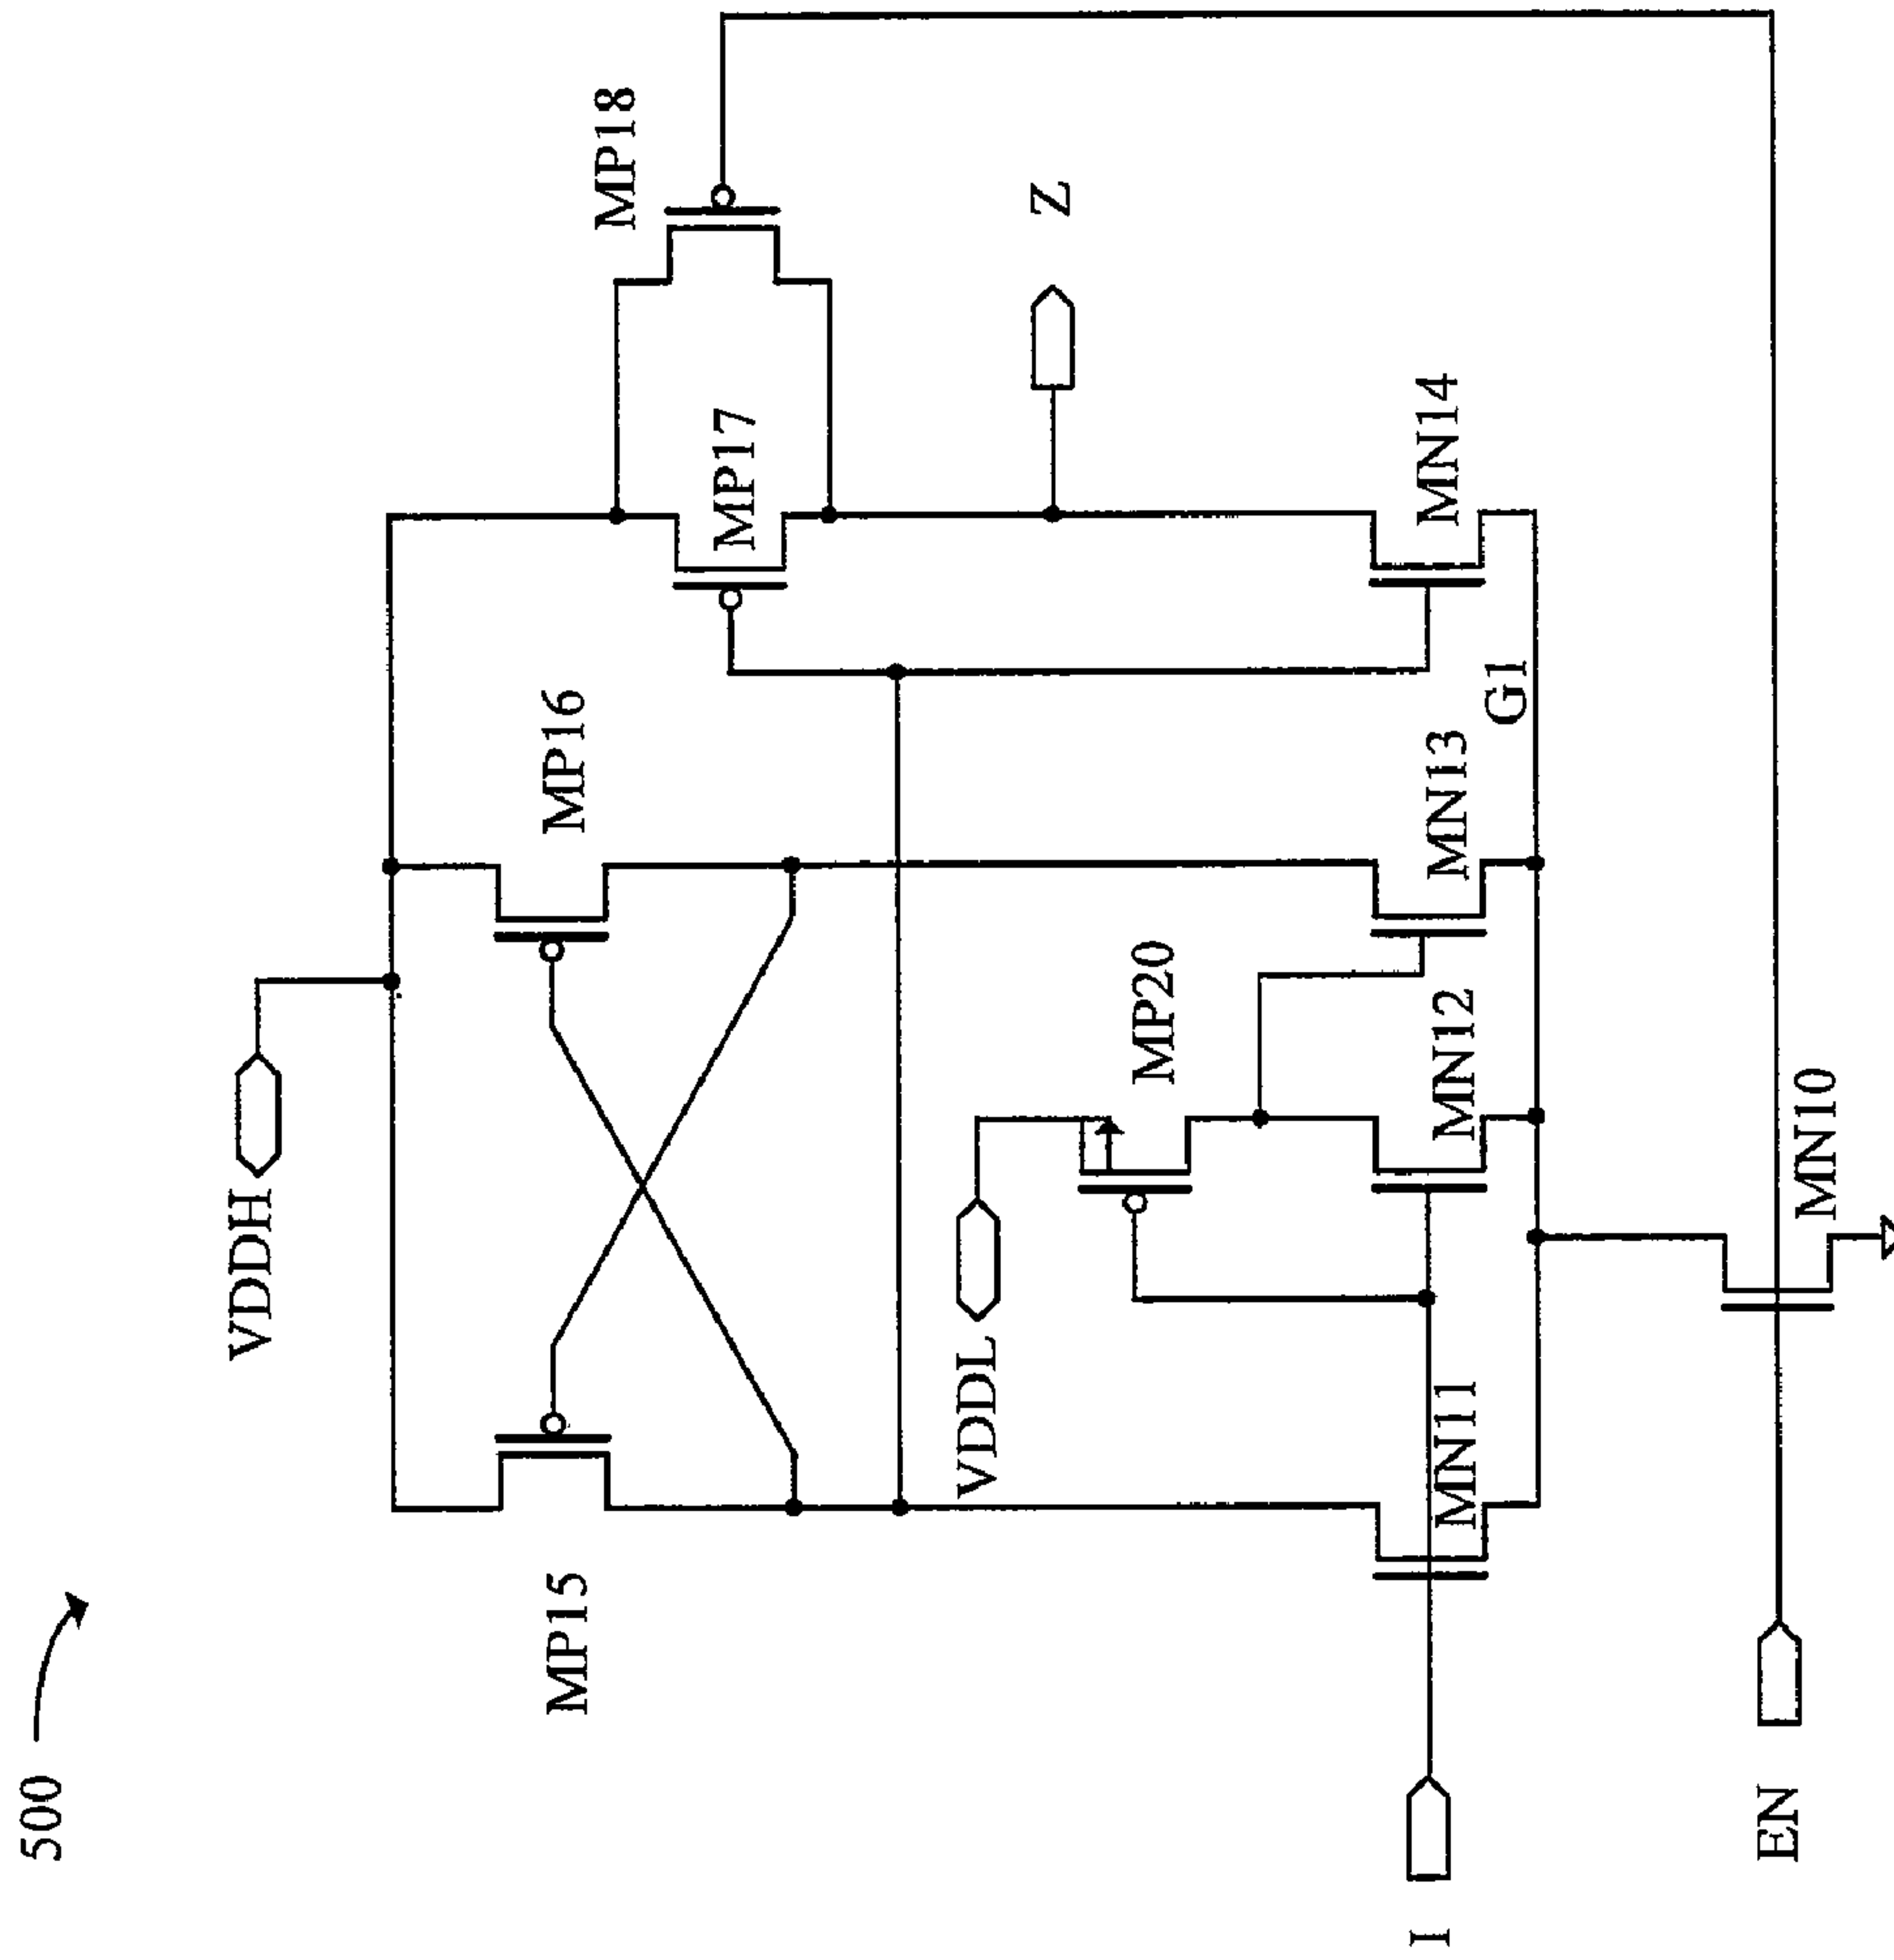 500
VDDH
MP15
MP16
MP17
MP18
VDDL
MP20
Z
MN11
MN12
MN13
MN14
G1
I
EN
MN10